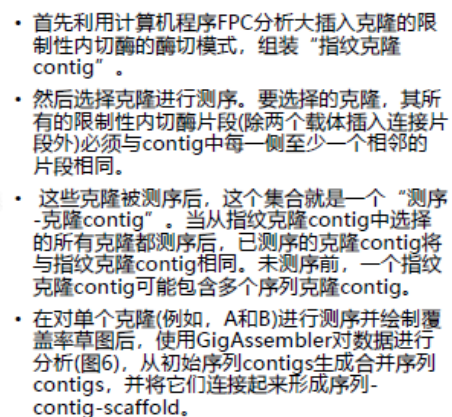 • 首先利用计算机程序FPC分析大插入克隆的限
制性内切酶的酶切模式，组装“指纹克隆
contig”。
• 然后选择克隆进行测序。要选择的克隆，其所
有的限制性内切酶片段(除两个载体插入连接片
段外)必须与contig中每一侧至少一个相邻的
片段相同。
• 这些克隆被测序后，这个集合就是一个“测序
-克隆contig”。当从指纹克隆contig中选择
的所有克隆都测序后，已测序的克隆contig将
与指纹克隆contig相同。未测序前，一个指纹
克隆contig可能包含多个序列克隆contig。
• 在对单个克隆(例如，A和B)进行测序并绘制覆
盖率草图后，使用GigAssembler对数据进行
分析(图6)，从初始序列contigs生成合并序列
contigs，并将它们连接起来形成序列-
contig-scaffold。